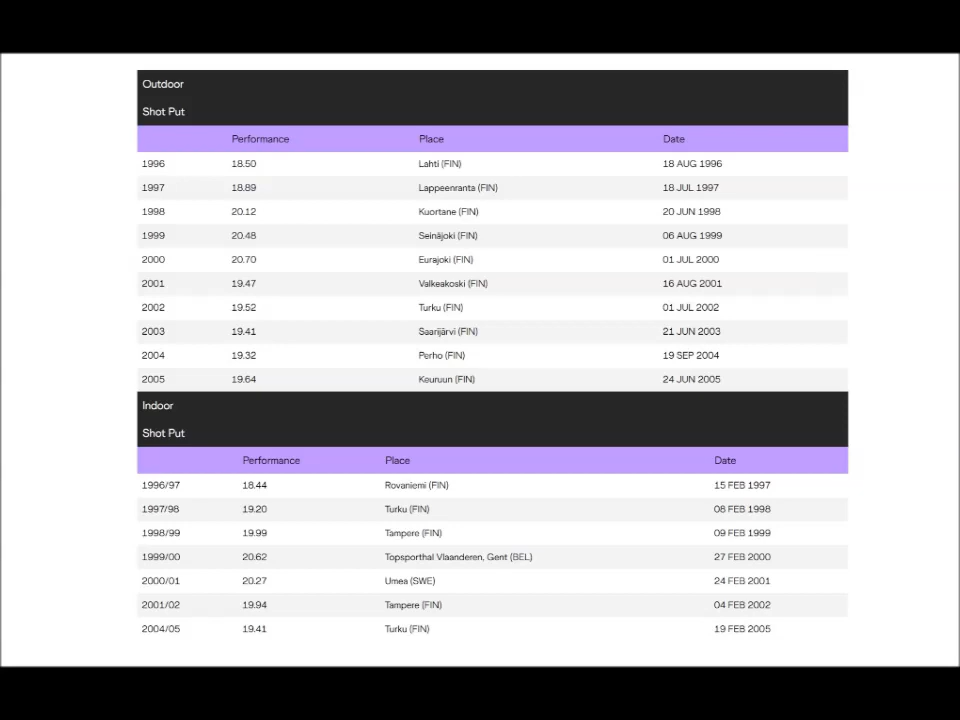 Outdoor
Shot Put
Performance Place Date
1996 18.50 Lahti (FIN) 18 AUG 1996
1997 18.89 Lappeenranta (FIN) 18 JUL 1997
1998 20.12 Kuortane (FIN) 20 JUN 1998
1999 20.48 Seinäjoki (FIN) 06 AUG 1999
2000 20.70 Eurajoki (FIN) 01 JUL 2000
2001 19.47 Valkeakoski (FIN) 16 AUG 2001
2002 19.52 Turku (FIN) 01 JUL 2002
2003 19.41 Saarijärvi (FIN) 21 JUN 2003
2004 19.32 Perho (FIN) 19 SEP 2004
2005 19.64 Keuruun (FIN) 24 JUN 2005
Indoor
Shot Put
Performance Place Date
1996/97 18.44 Rovaniemi (FIN) 15 FEB 1997
1997/98 19.20 Turku (FIN) 08 FEB 1998
1998/99 19.99 Tampere (FIN) 09 FEB 1999
1999/00 20.62 Topsporthal Vlaanderen, Gent (BEL) 27 FEB 2000
2000/01 20.27 Umea (SWE) 24 FEB 2001
2001/02 19.94 Tampere (FIN) 04 FEB 2002
2004/05 19.41 Turku (FIN) 19 FEB 2005